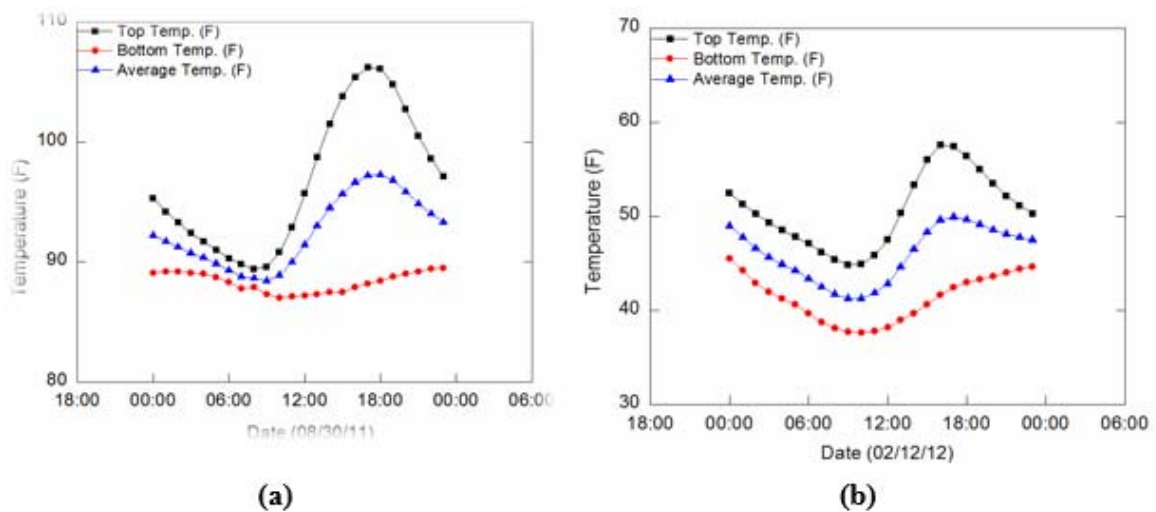 110
Top Temp. (F)
Bottom Temp. (F)
Average Temp. (F)
100
90
80
Temperature (F)
18:00 00:00 06:00 12:00 18:00 00:00 06:00
Date (08/30/11)
(a)
70
Top Temp. (F)
Bottom Temp. (F)
Average Temp. (F)
60
50
40
30
Temperature (F)
18:00 00:00 06:00 12:00 18:00 00:00 06:00
Date (02/12/12)
(b)